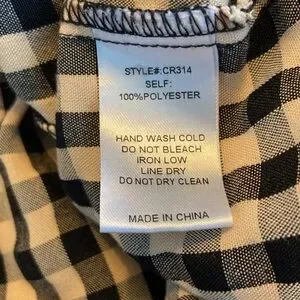 STYLE#:CR314
SELF:
100%POLYESTER
HAND WASH COLD
DO NOT BLEACH
IRON LOW
LINE DRY
DO NOT DRY CLEAN
MADE IN CHINA